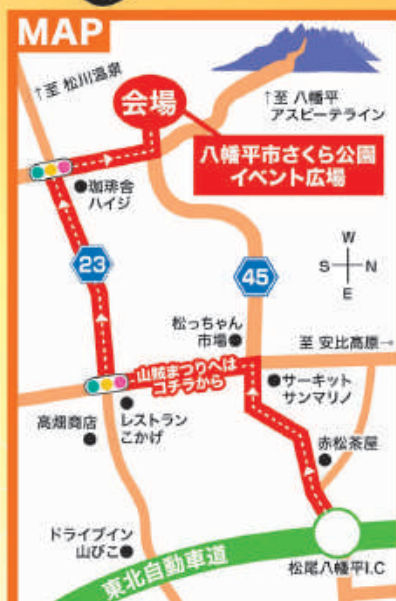 MAP
↑至 松川温泉
会場
↑至 八幡平
アスピーテライン
八幡平市さくら公園
イベント広場
●珈琲舎
ハイジ
23
45
W
S N
E
松っちゃん
市場●
至 安比高原→
山賊まつりへは
コチラから
●サーキット
サンマリノ
高畑商店
●
●
レストラン
こかげ
赤松茶屋
●
ドライブイン
山びこ●
東北自動車道
松尾八幡平I.C